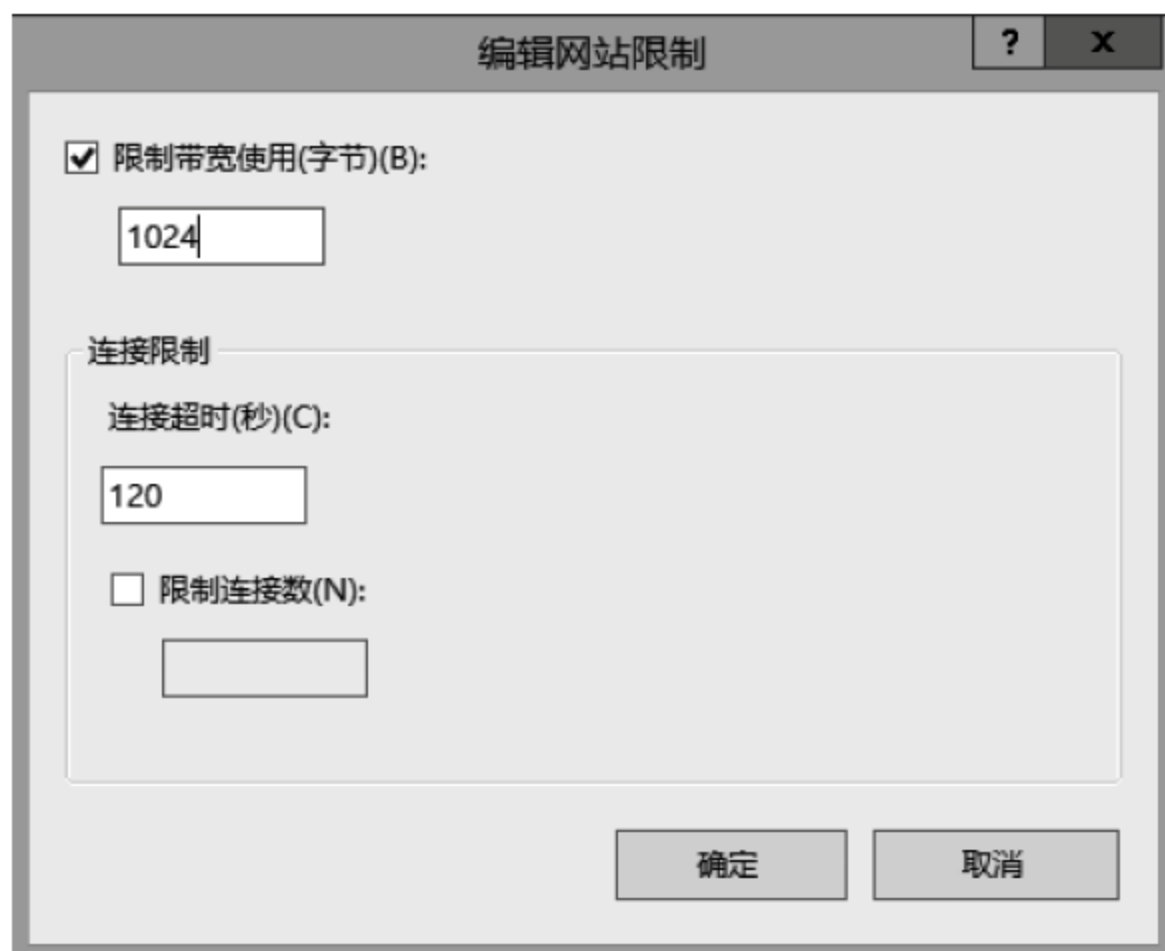 编辑网站限制
? x
限制带宽使用(字节)(B):
1024
连接限制
连接超时(秒)(C):
120
限制连接数(N):
确定 取消